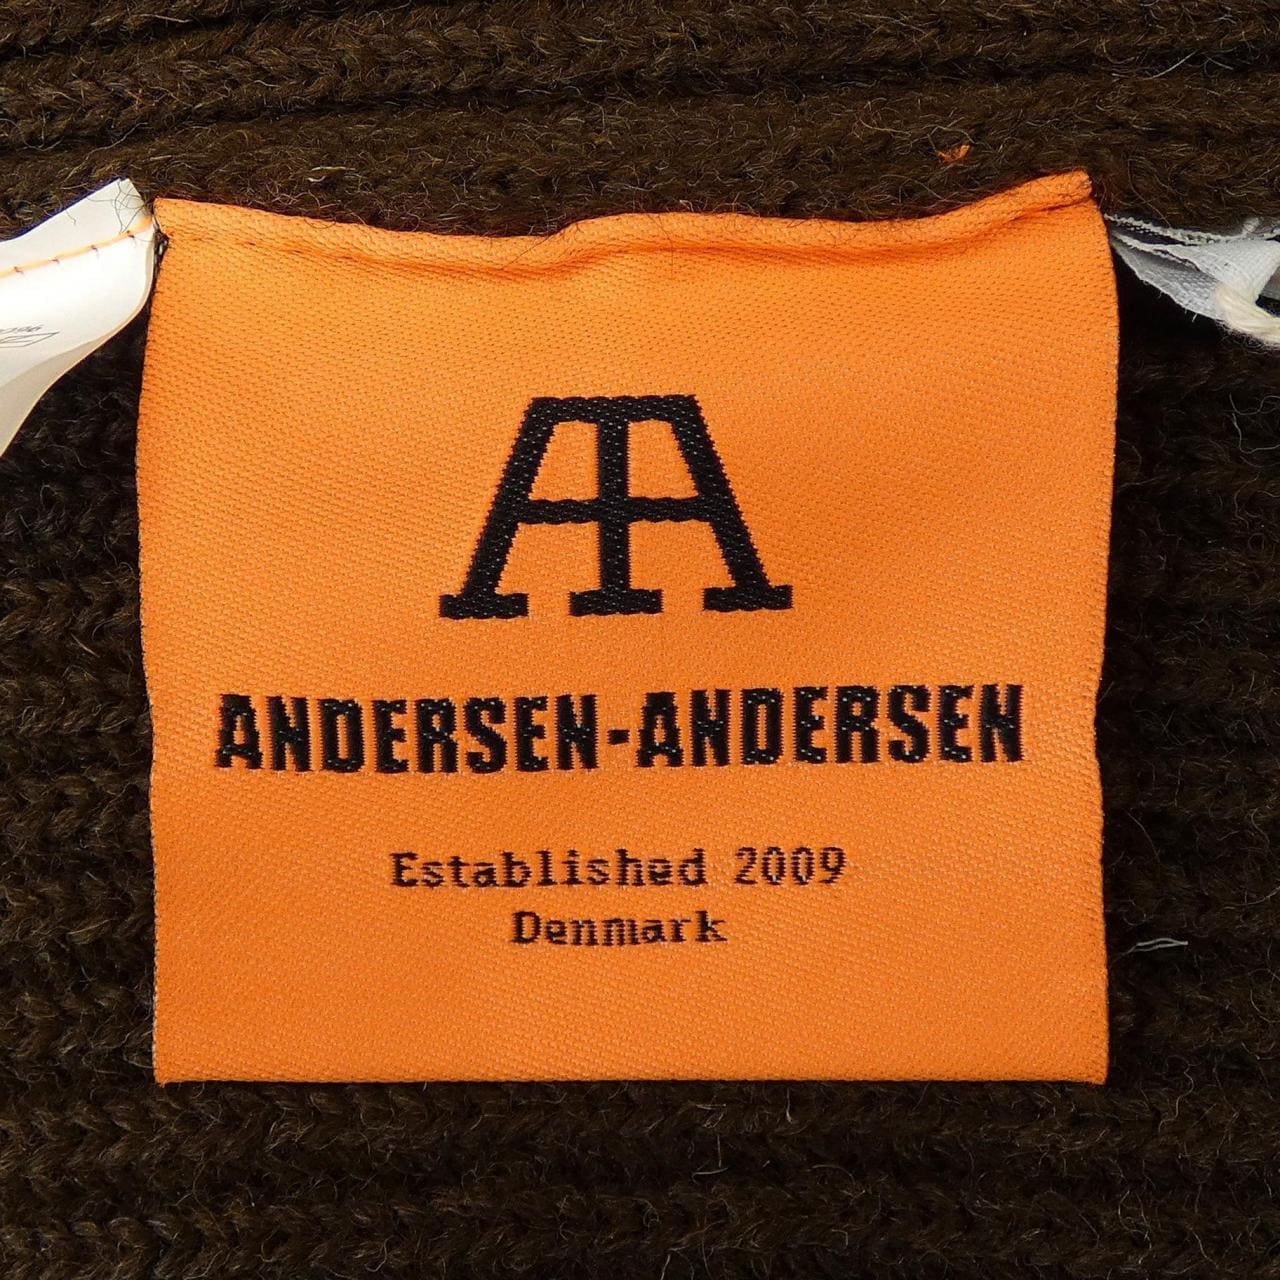 ANDERSEN-ANDERSEN
Established 2009
Denmark